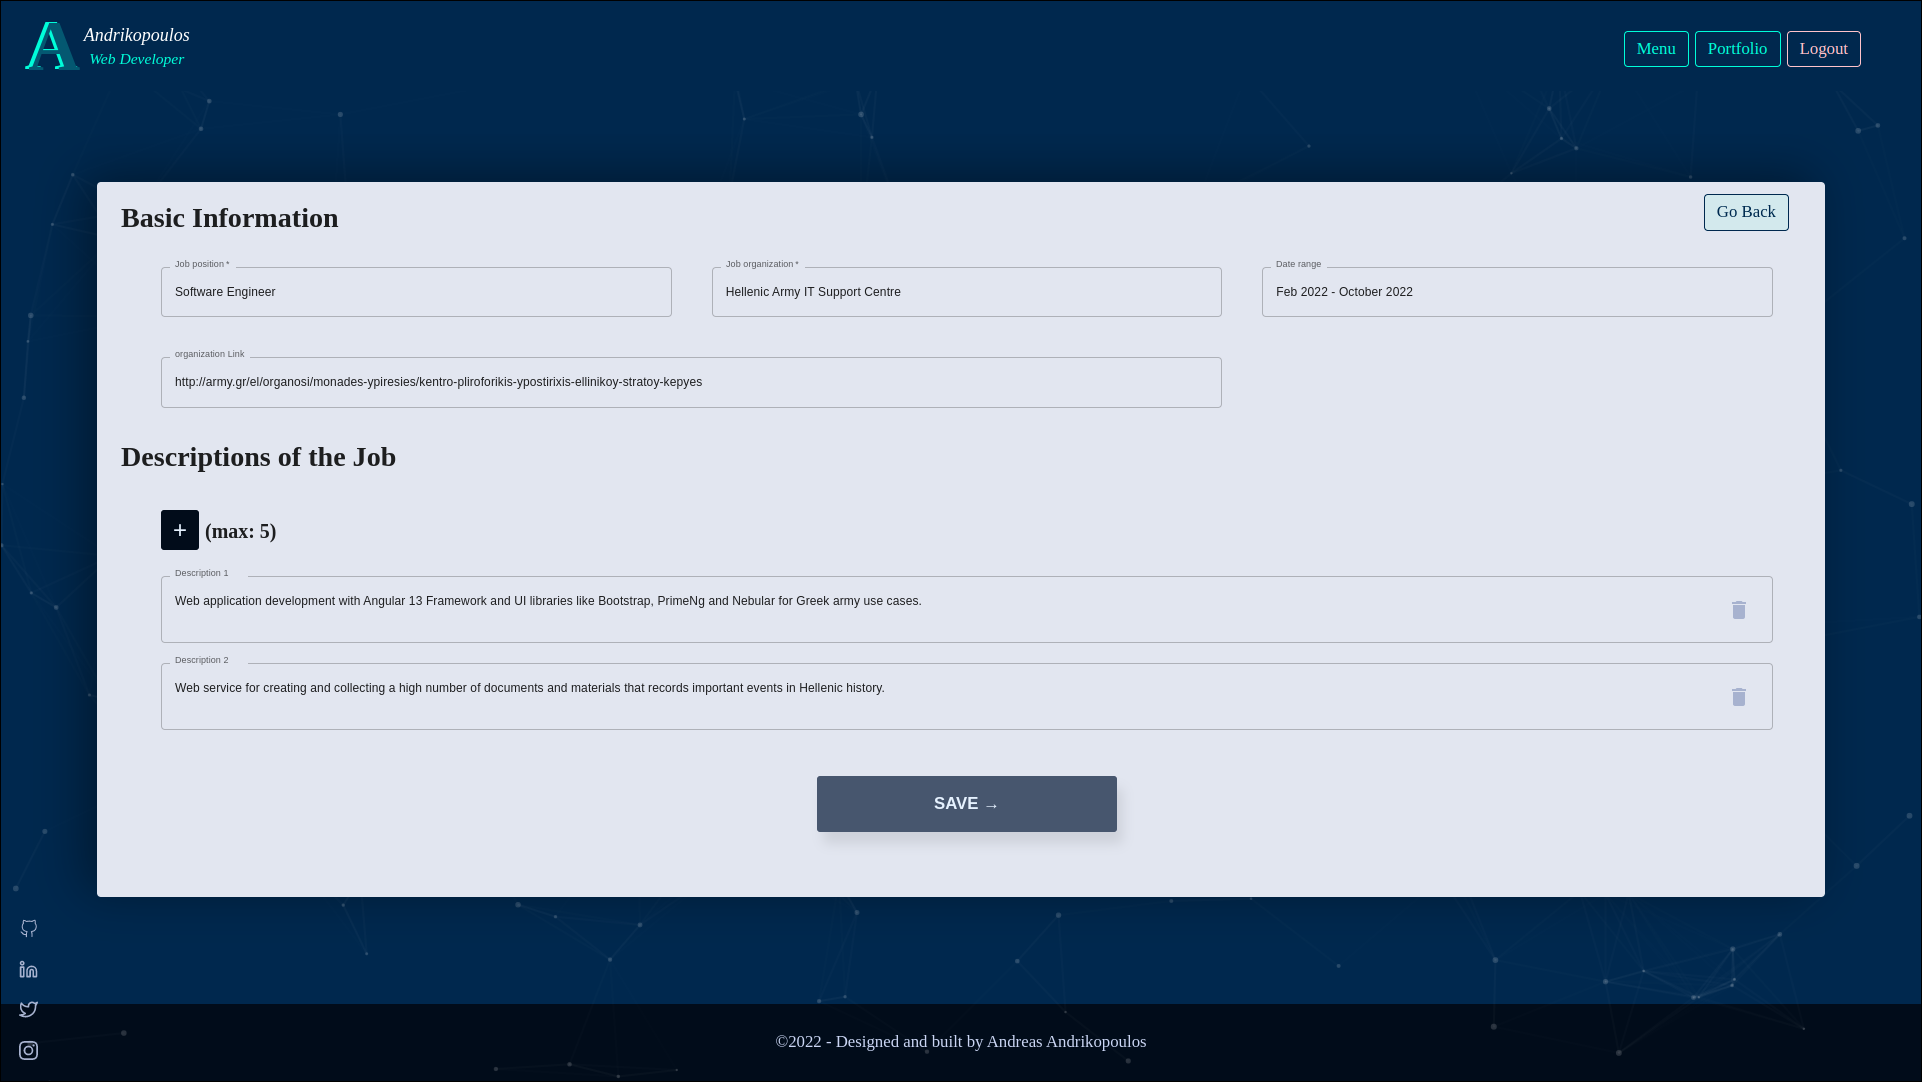 A Andrikopoulos
Web Developer
Menu Portfolio Logout
Basic Information
Go Back
Job position *
Software Engineer
Job organization *
Hellenic Army IT Support Centre
Date range
Feb 2022 - October 2022
organization Link
http://army.gr/el/organosi/monades-ypiresies/kentro-pliroforikis-ypostirixis-ellinikoy-stratoy-kepyes
Descriptions of the Job
+ (max: 5)
Description 1
Web application development with Angular 13 Framework and UI libraries like Bootstrap, PrimeNg and Nebular for Greek army use cases.
Description 2
Web service for creating and collecting a high number of documents and materials that records important events in Hellenic history.
SAVE →
©2022 - Designed and built by Andreas Andrikopoulos